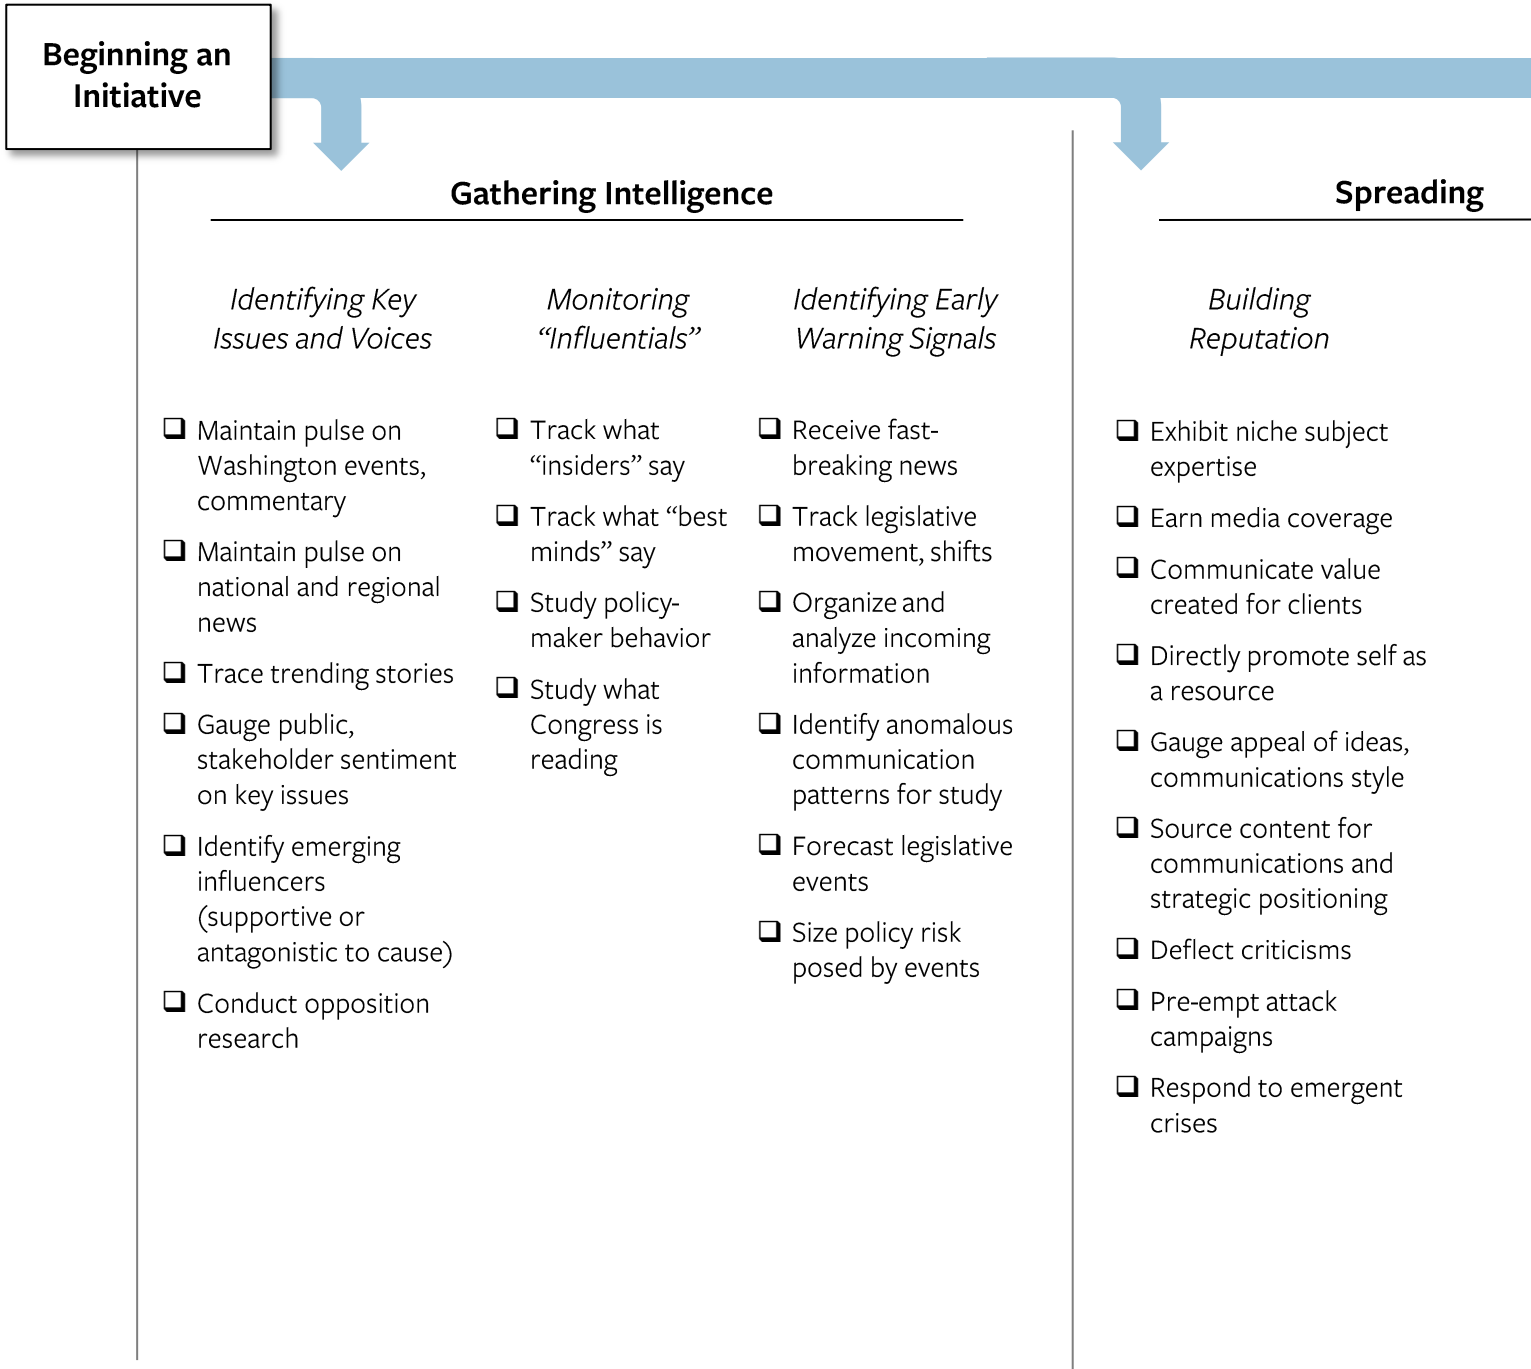 Beginning an
Initiative
Gathering Intelligence
Identifying Key
Issues and Voices
Maintain pulse on
Washington events,
commentary
Maintain pulse on
national and regional
news
Trace trending stories
Gauge public,
stakeholder sentiment
on key issues
Identify emerging
influencers
(supportive or
antagonistic to cause)
Conduct opposition
research
Monitoring
“Influentials”
Track what
“insiders” say
Track what “best
minds” say
Study policy-
maker behavior
Study what
Congress is
reading
Identifying Early
Warning Signals
Receive fast-
breaking news
Track legislative
movement, shifts
Organize and
analyze incoming
information
Identify anomalous
communication
patterns for study
Forecast legislative
events
Size policy risk
posed by events
Spreading
Building
Reputation
Exhibit niche subject
expertise
Earn media coverage
Communicate value
created for clients
Directly promote self as
a resource
Gauge appeal of ideas,
communications style
Source content for
communications and
strategic positioning
Deflect criticisms
Pre-empt attack
campaigns
Respond to emergent
crises